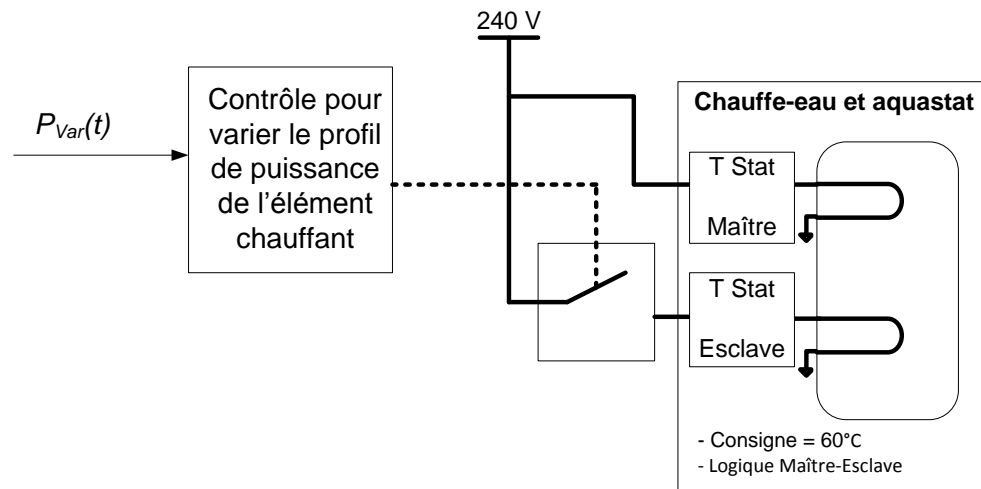 240 V
P_Var(t)
Contrôle pour
varier le profil
de puissance
de l'élément
chauffant
Chauffe-eau et aquastat
T Stat
Maître
T Stat
Esclave
- Consigne = 60°C
- Logique Maître-Esclave